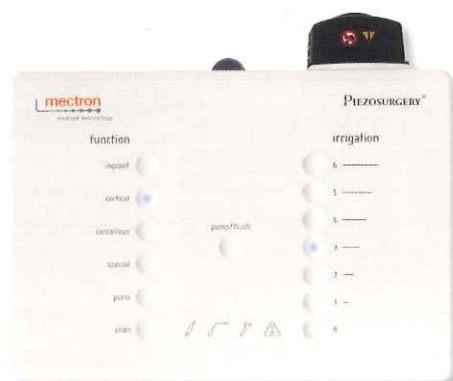 mectron
medical technology
PIEZOSURGERY®
function
irrigation
implant
cortical
cancellous
special
perio
endo
pump/flush
6
5
4
3
2
1
0